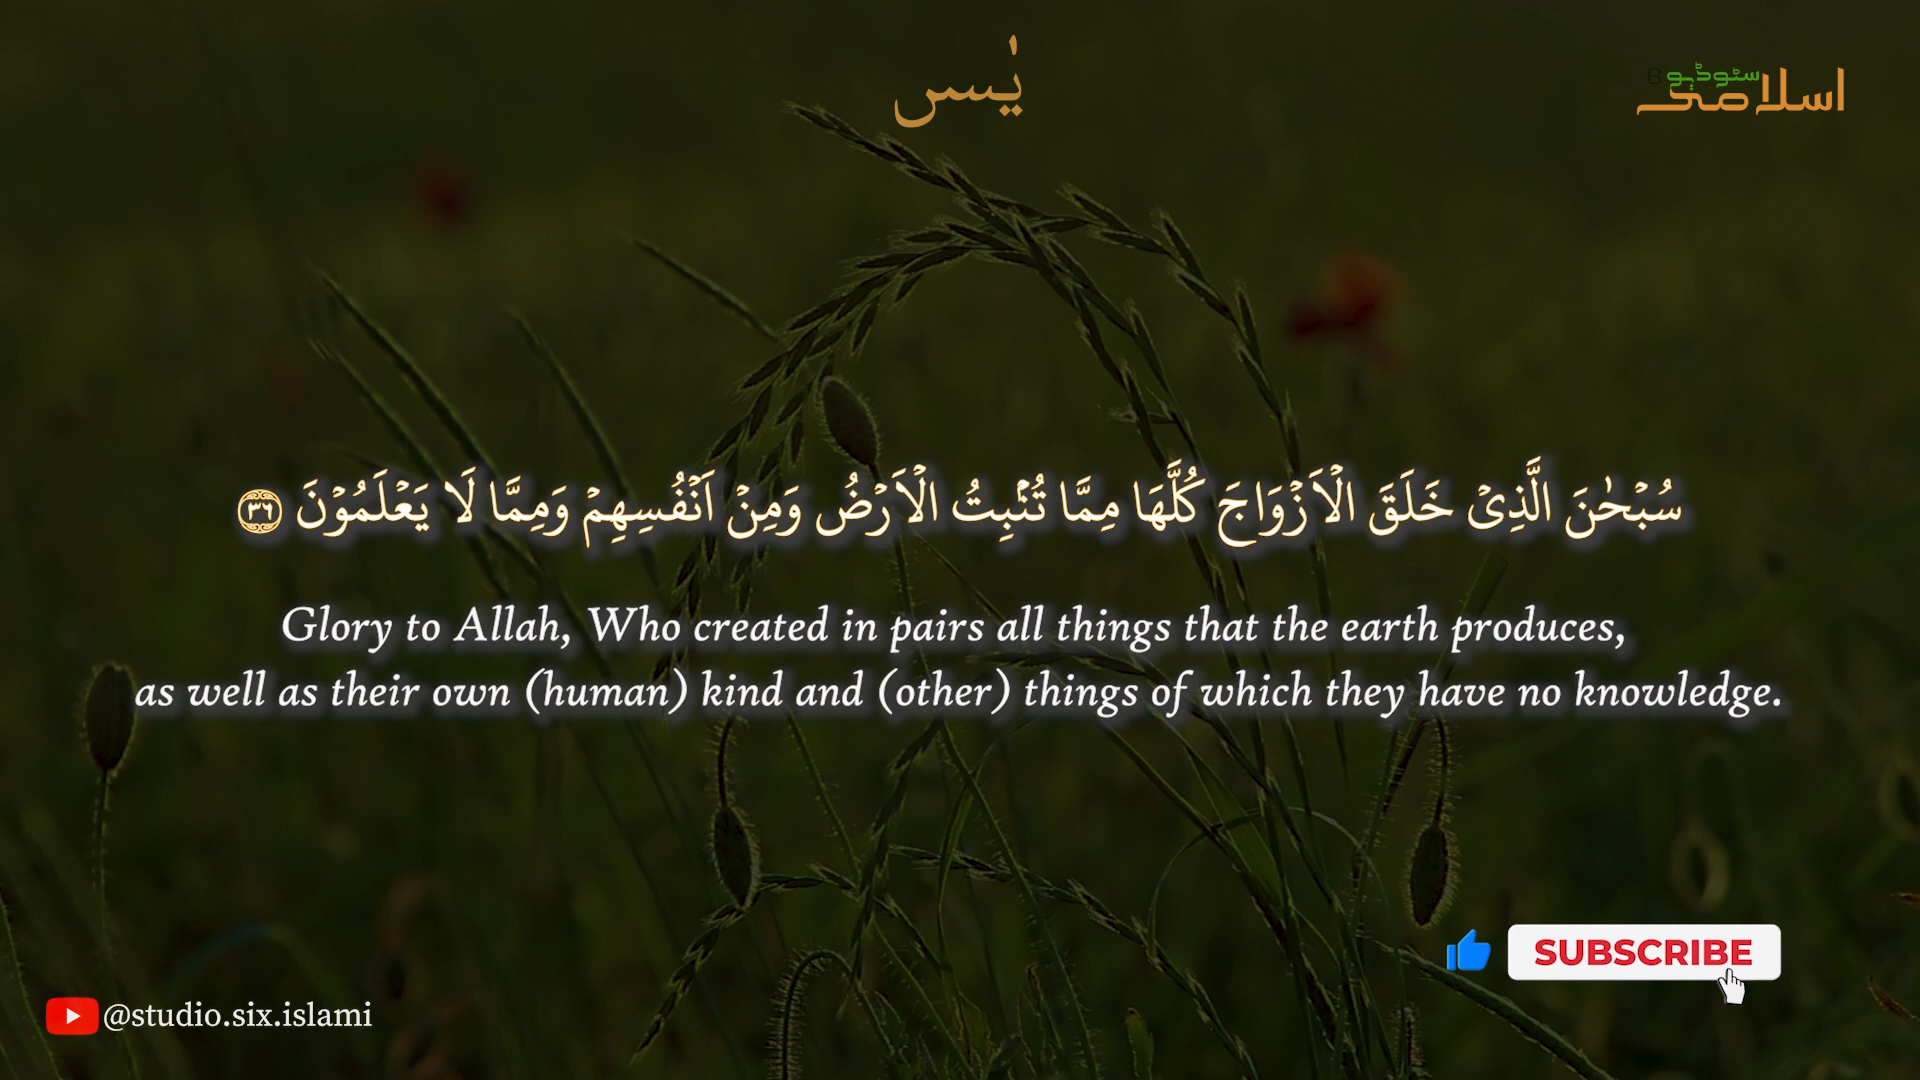 يٰسٓ
6 سٹوڈیو
اسلامی
سُبۡحٰنَ الَّذِىۡ خَلَقَ الۡاَزۡوَاجَ كُلَّهَا مِمَّا تُنۡۢبِتُ الۡاَرۡضُ وَمِنۡ اَنۡفُسِهِمۡ وَمِمَّا لَا يَعۡلَمُوۡنَ ۳۶
Glory to Allah, Who created in pairs all things that the earth produces,
as well as their own (human) kind and (other) things of which they have no knowledge.
SUBSCRIBE
@studio.six.islami